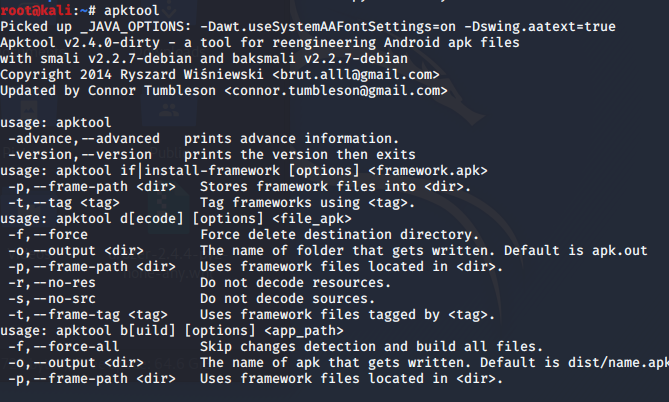 root@kali:~# apktool
Picked up _JAVA_OPTIONS: -Dawt.useSystemAAFontSettings=on -Dswing.aatext=true
Apktool v2.4.0-dirty - a tool for reengineering Android apk files
with smali v2.2.7-debian and baksmali v2.2.7-debian
Copyright 2014 Ryszard Wiśniewski <brut.alll@gmail.com>
Updated by Connor Tumbleson <connor.tumbleson@gmail.com>

usage: apktool
 -advance,--advanced   prints advance information.
 -version,--version    prints the version then exits
usage: apktool if|install-framework [options] <framework.apk>
 -p,--frame-path <dir>   Stores framework files into <dir>.
 -t,--tag <tag>          Tag frameworks using <tag>.
usage: apktool d[ecode] [options] <file_apk>
 -f,--force              Force delete destination directory.
 -o,--output <dir>       The name of folder that gets written. Default is apk.out
 -p,--frame-path <dir>   Uses framework files located in <dir>.
 -r,--no-res             Do not decode resources.
 -s,--no-src             Do not decode sources.
 -t,--frame-tag <tag>    Uses framework files tagged by <tag>.
usage: apktool b[uild] [options] <app_path>
 -f,--force-all          Skip changes detection and build all files.
 -o,--output <dir>       The name of apk that gets written. Default is dist/name.apk
 -p,--frame-path <dir>   Uses framework files located in <dir>.